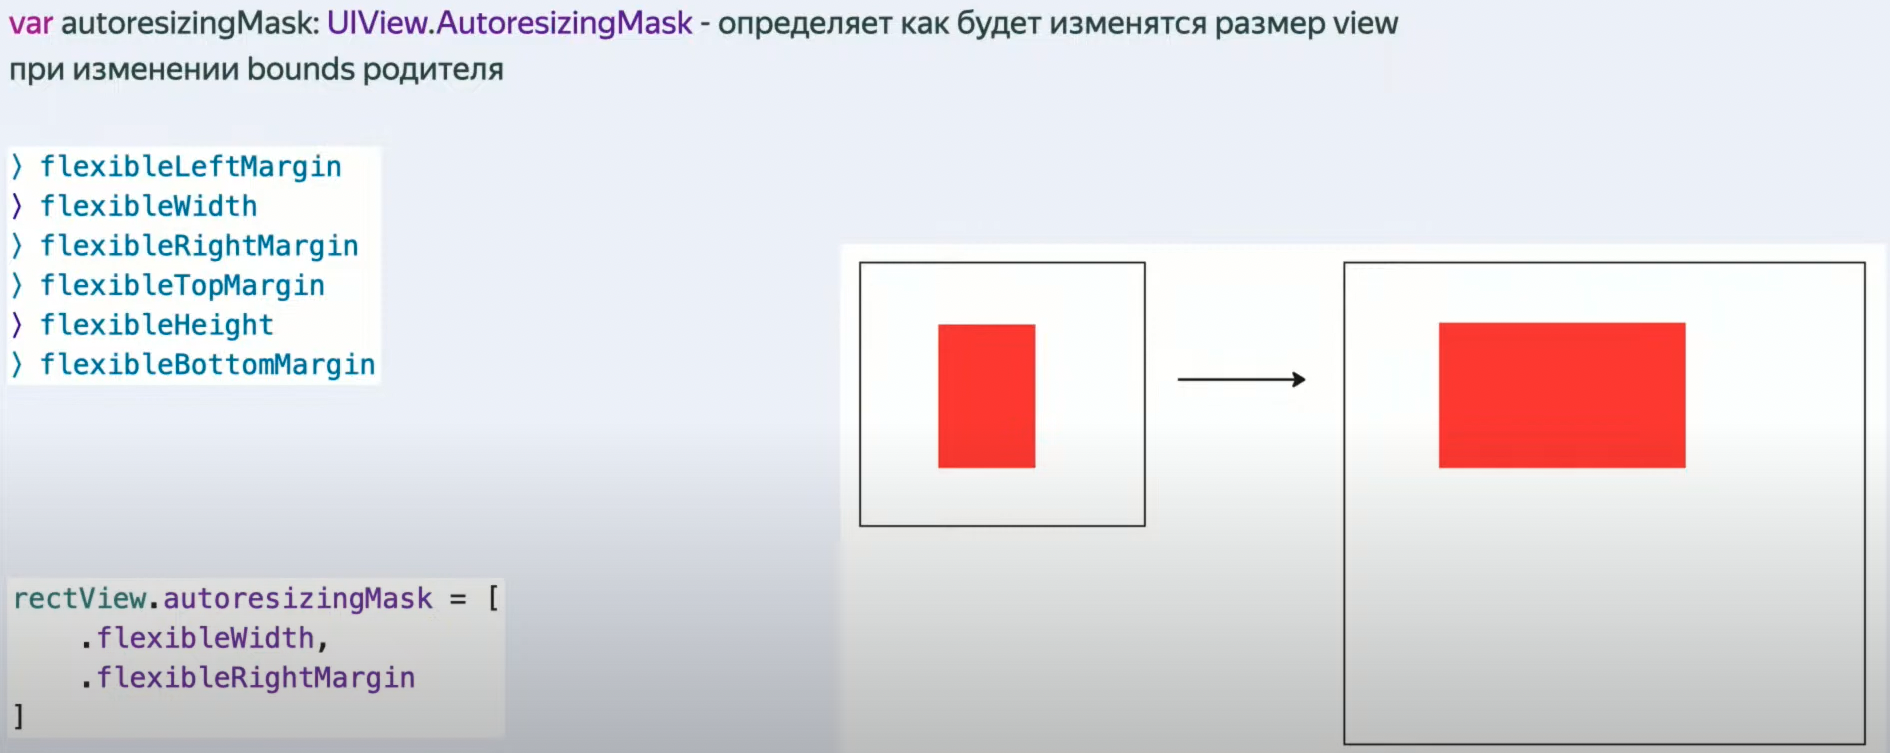 var autoresizingMask: UIView.AutoresizingMask - определяет как будет изменятся размер view
при изменении bounds родителя
⟩ flexibleLeftMargin
⟩ flexibleWidth
⟩ flexibleRightMargin
⟩ flexibleTopMargin
⟩ flexibleHeight
⟩ flexibleBottomMargin
rectView.autoresizingMask = [
    .flexibleWidth,
    .flexibleRightMargin
]